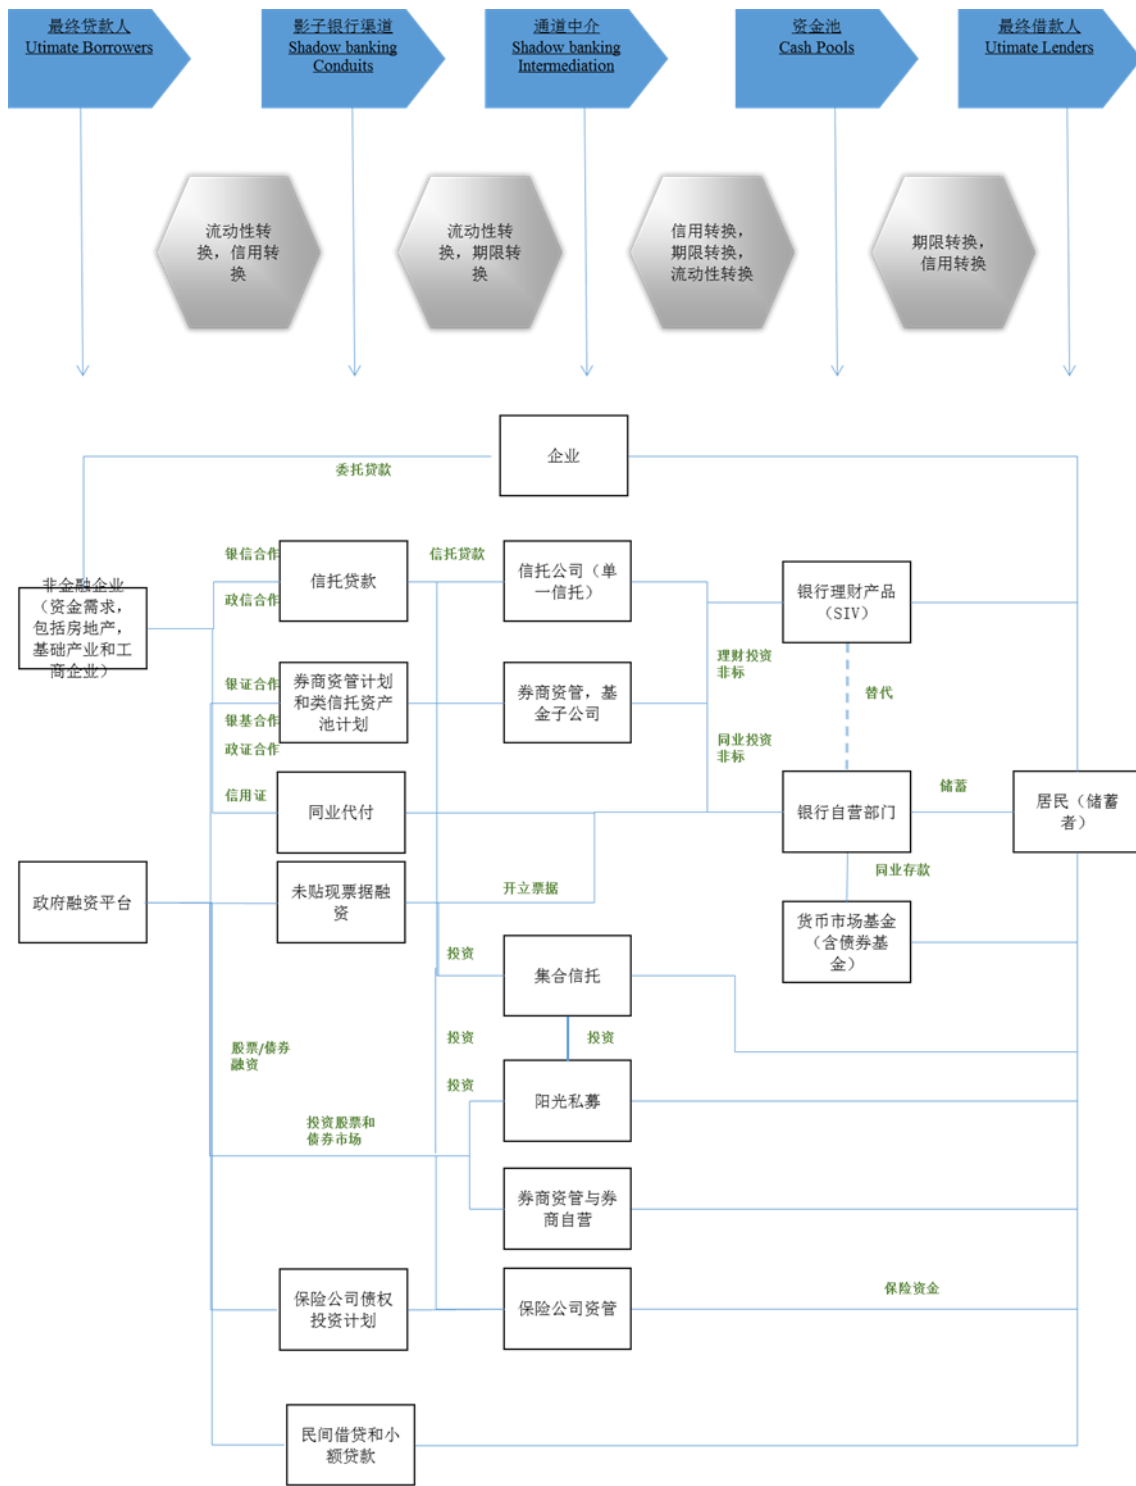 最终贷款人
Utimate Borrowers
影子银行渠道
Shadow banking
Conduits
通道中介
Shadow banking
Intermediation
资金池
Cash Pools
最终借款人
Utimate Lenders
流动性转
换，信用转
换
流动性转
换，期限转
换
信用转换，
期限转换，
流动性转换
期限转换，
信用转换
企业
委托贷款
银信合作
政信合作
信托贷款
信托贷款
信托公司（单
一信托）
银行理财产品
（SIV）
非金融企业
（资金需求，
包括房地产，
基础产业和工
商企业）
理财投资
非标
银证合作
银基合作
政证合作
券商资管计划
和类信托资产
池计划
券商资管，基
金子公司
替代
同业投资
非标
信用证
同业代付
银行自营部门
储蓄
居民（储蓄
者）
政府融资平台
未贴现票据融
资
开立票据
同业存款
货币市场基金
（含债券基
金）
投资
集合信托
股票/债券
融资
投资
投资
投资
阳光私募
投资股票和
债券市场
券商资管与券
商自营
保险公司债权
投资计划
保险公司资管
保险资金
民间借贷和小
额贷款